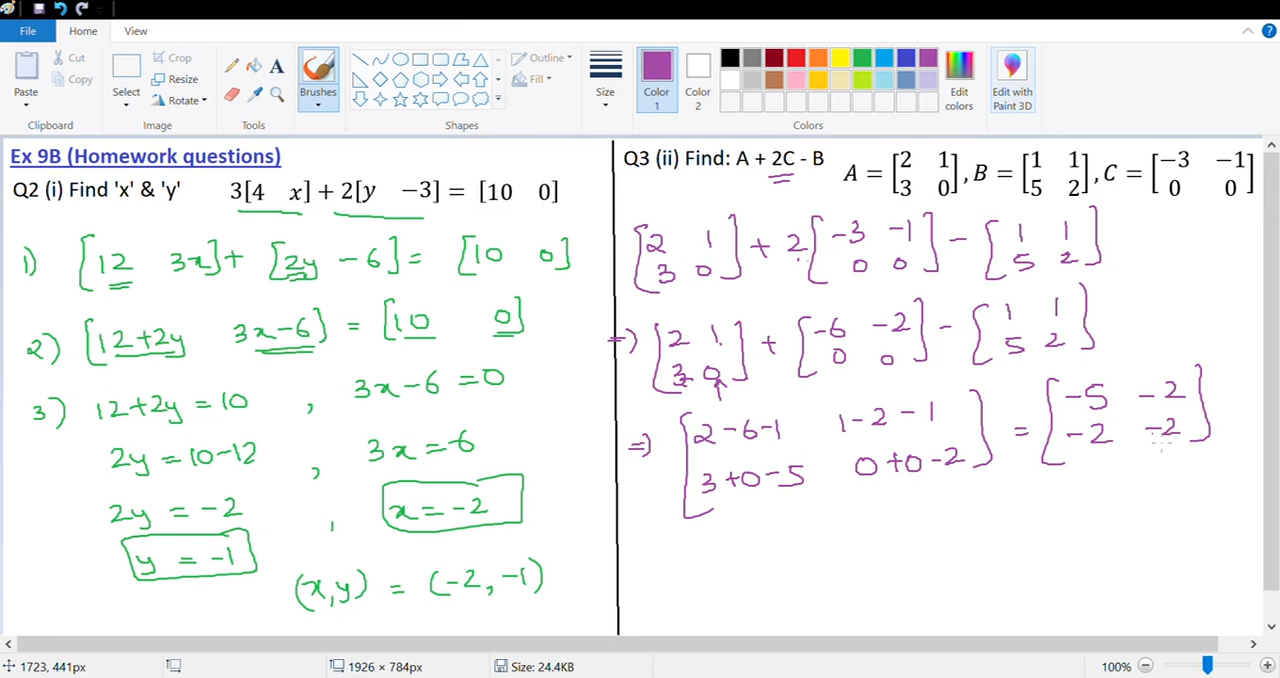 File Home View
Paste Cut Copy
Clipboard
Select Crop Resize Rotate
Image
A
Tools
Brushes
Outline Fill
Shapes
Size
Color 1 Color 2 Edit colors
Colors
Edit with Paint 3D
Ex 9B (Homework questions)
Q2 (i) Find 'x' & 'y' 3[4 x] + 2[y −3] = [10 0]
1) [12 3x] + [2y −6] = [10 0]
2) [12+2y 3x−6] = [10 0]
3) 12+2y = 10 , 3x−6 = 0
2y = 10−12 , 3x = 6
2y = −2 , x = −2
y = −1
(x,y) = (−2, −1)
Q3 (ii) Find: A + 2C - B A = [2 1
3 0], B = [1 1
5 2], C = [−3 −1
0 0]
[2 1
3 0] + 2[−3 −1
0 0] − [1 1
5 2]
=> [2 1
3 0] + [−6 −2
0 0] − [1 1
5 2]
=> [2−6−1 1−2−1
3+0−5 0+0−2] = [−5 −2
−2 −2]
1723, 441px
1926 × 784px
Size: 24.4KB
100%